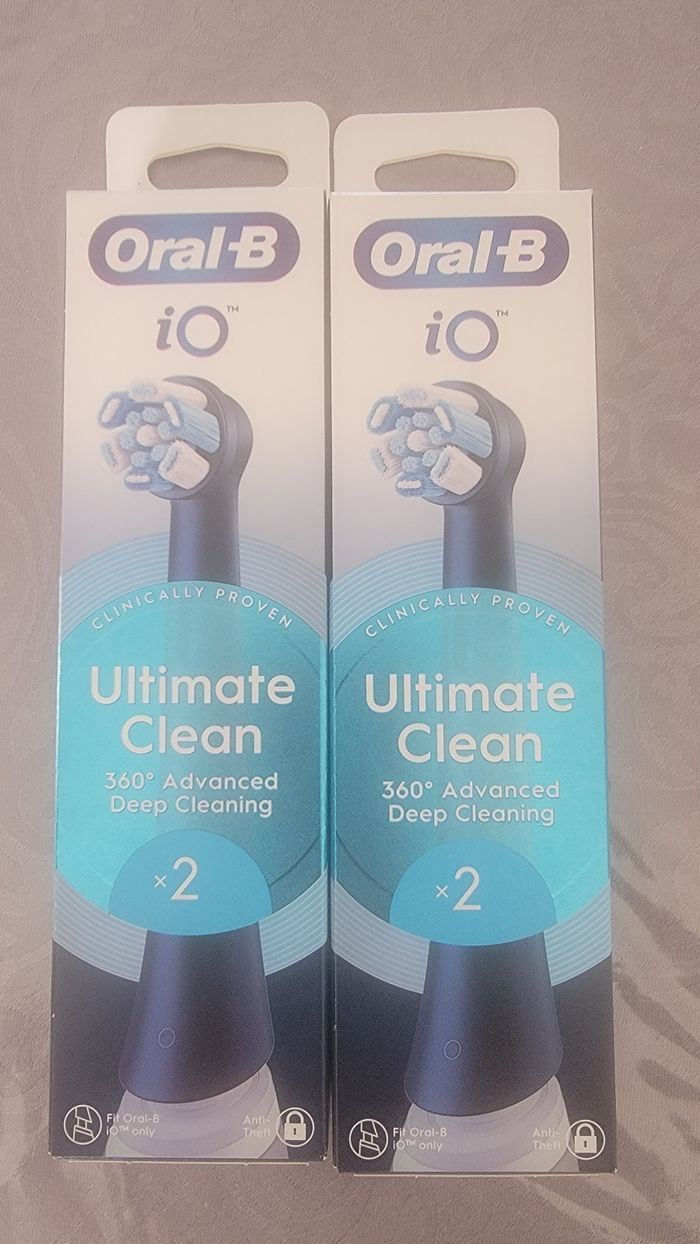 Oral-B
iO™
CLINICALLY PROVEN
Ultimate
Clean
360° Advanced
Deep Cleaning
×2
Fit Oral-B
iO™ only
Anti-
Theft
Oral-B
iO™
CLINICALLY PROVEN
Ultimate
Clean
360° Advanced
Deep Cleaning
×2
Fit Oral-B
iO™ only
Anti-
Theft